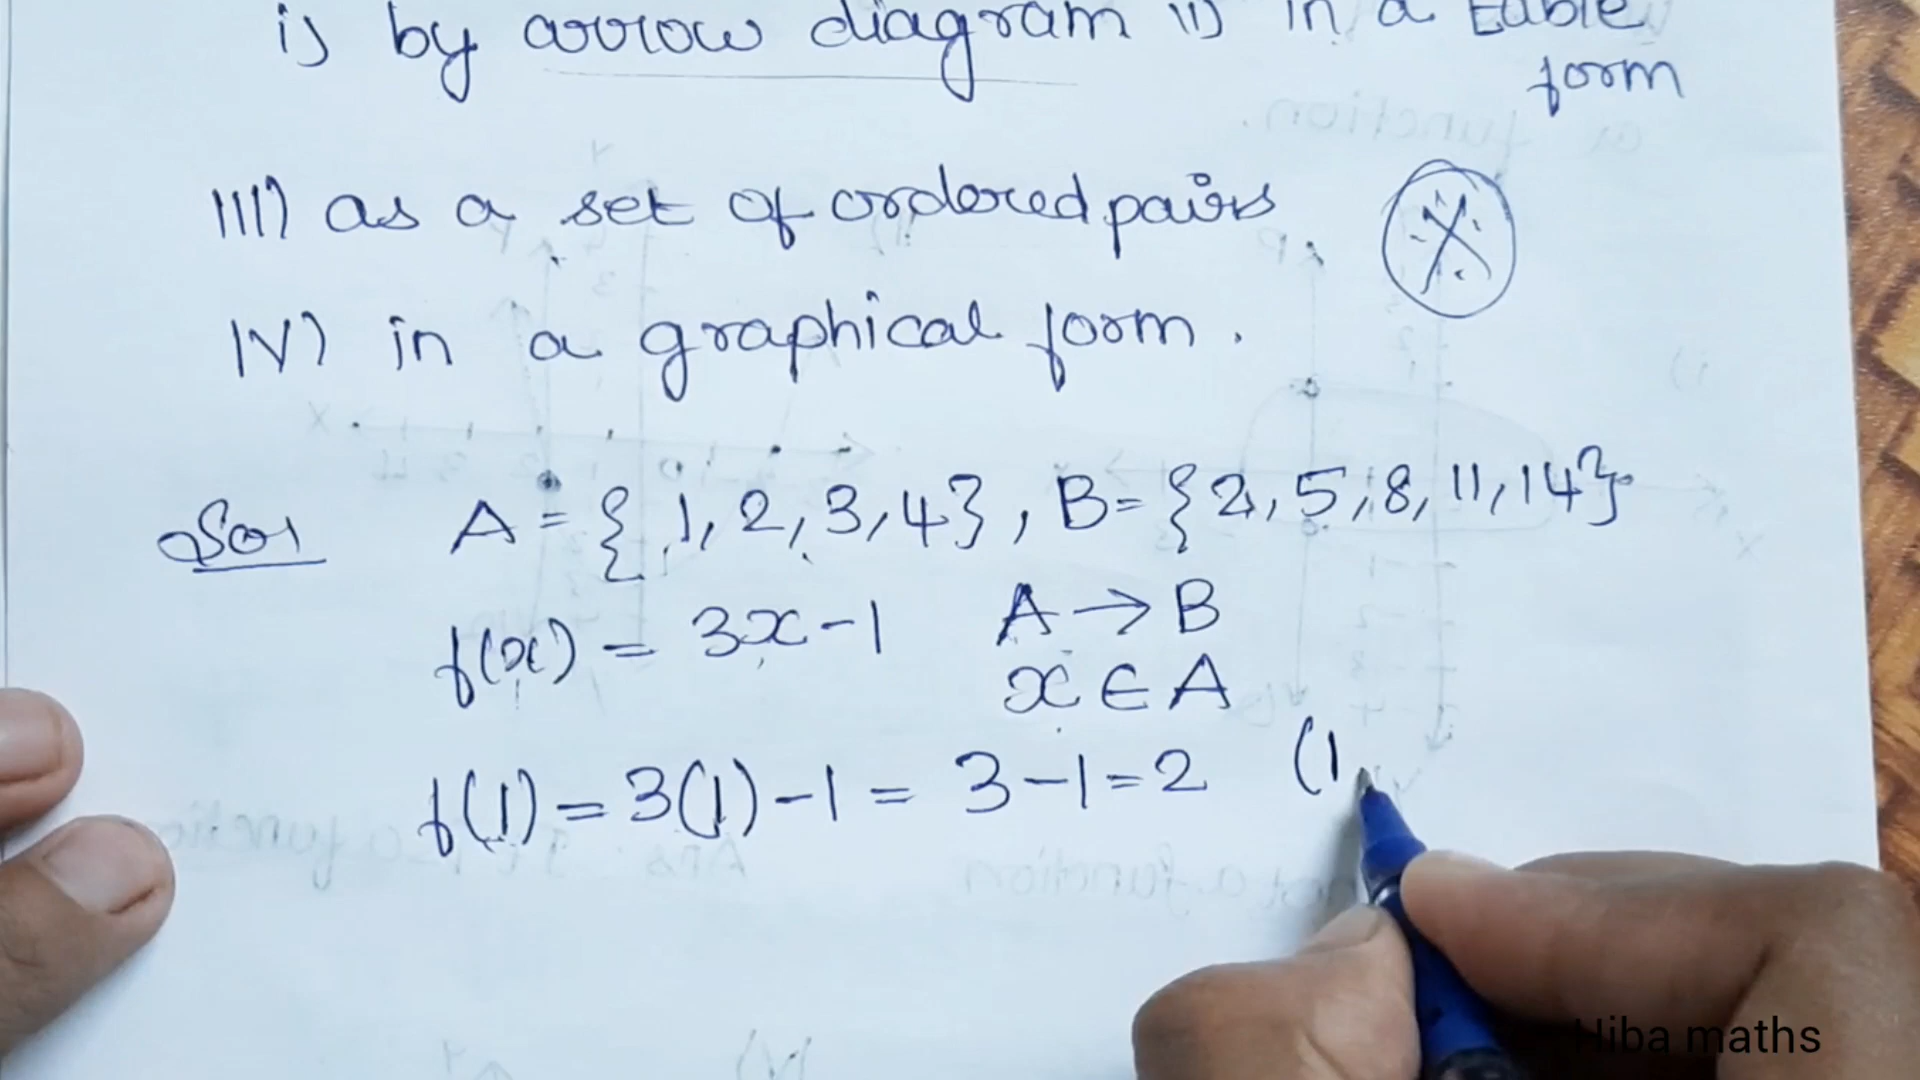 i) by arrow diagram ii) in a table
form
III) as a set of ordered pairs
IV) in a graphical form.
Sol A = { 1, 2, 3, 4}, B = {2, 5, 8, 11, 14}
f(x) = 3x - 1 A → B
x ∈ A
f(1) = 3(1) - 1 = 3 - 1 = 2 (1,
Hiba maths